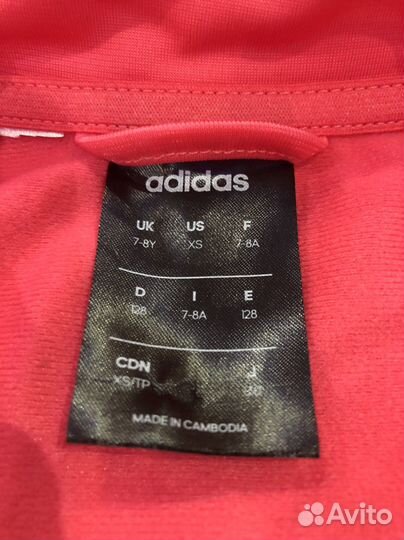 adidas
UK US F
7-8Y XS 7-8A
D I E
128 7-8A 128
CDN J
XS/TP
MADE IN CAMBODIA
Avito